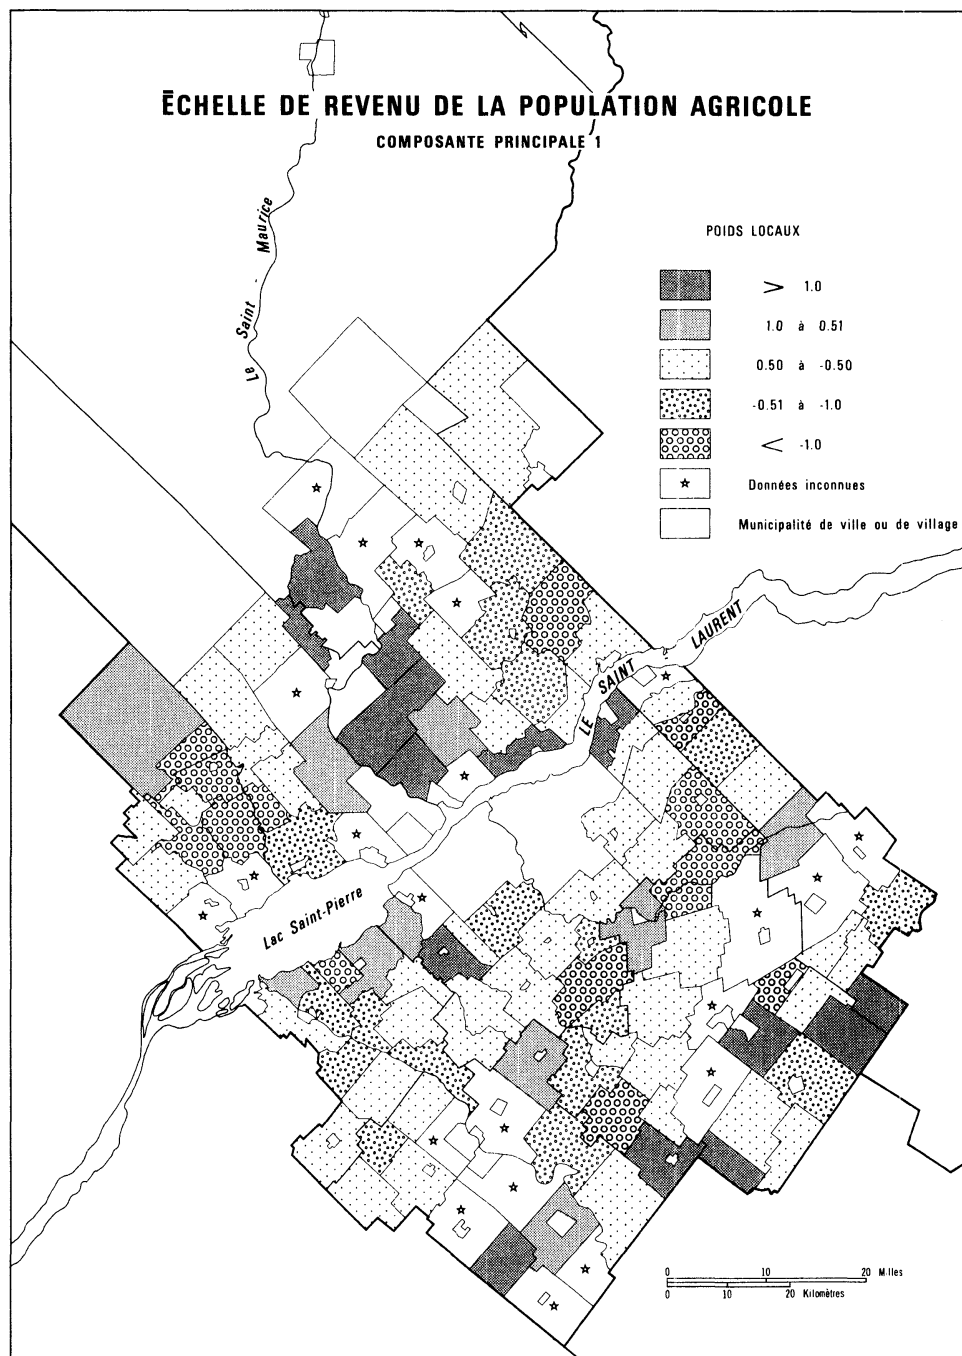 ÉCHELLE DE REVENU DE LA POPULATION AGRICOLE
COMPOSANTE PRINCIPALE 1
Le Saint-Maurice
POIDS LOCAUX
> 1.0
1.0 à 0.51
0.50 à -0.50
-0.51 à -1.0
< -1.0
Données inconnues
Municipalité de ville ou de village
LE SAINT LAURENT
Lac Saint-Pierre
0 10 20 Milles
0 10 20 Kilomètres